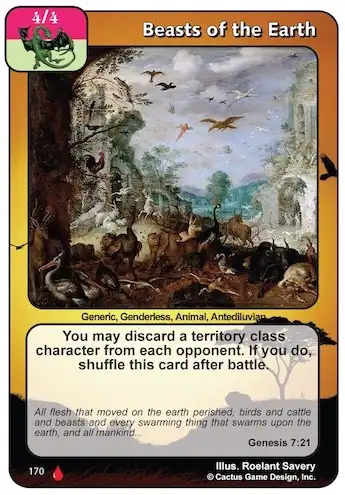 4/4
Beasts of the Earth
Generic, Genderless, Animal, Antediluvian
You may discard a territory class
character from each opponent. If you do,
shuffle this card after battle.
All flesh that moved on the earth perished, birds and cattle
and beasts and every swarming thing that swarms upon the
earth, and all mankind...
Genesis 7:21
170
Illus. Roelant Savery
© Cactus Game Design, Inc.